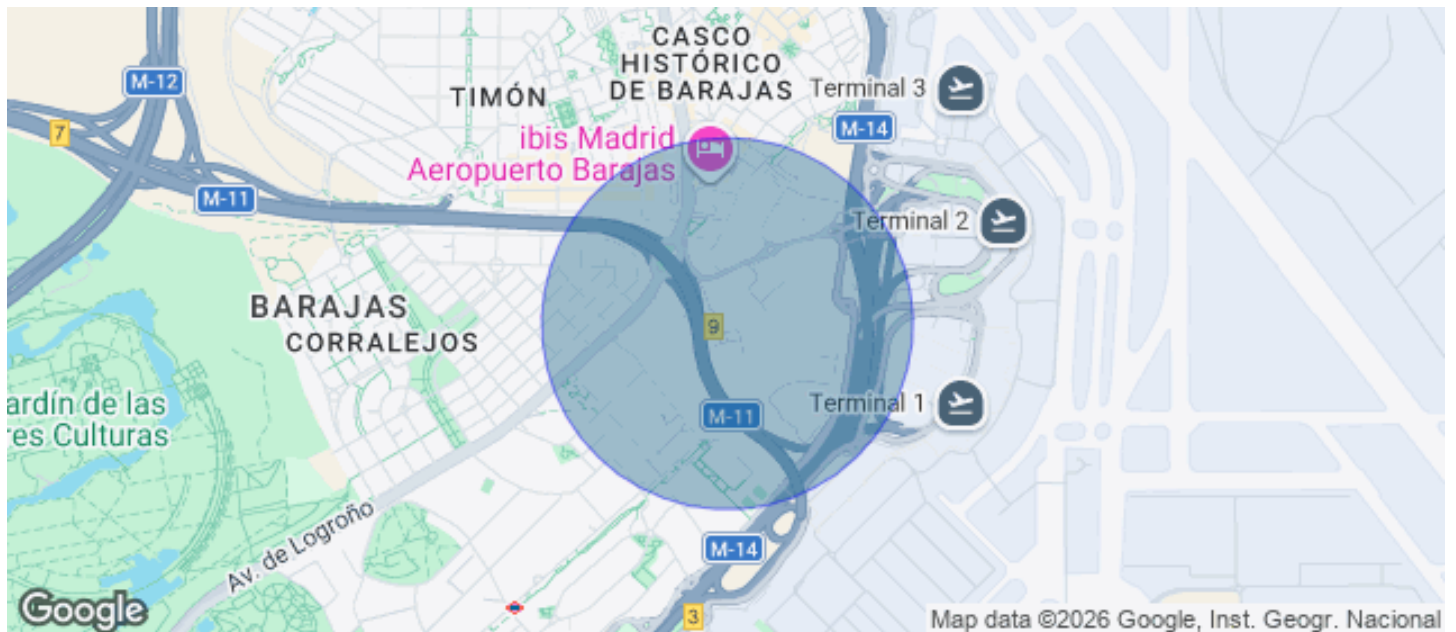 CASCO
HISTÓRICO
DE BARAJAS
Terminal 3
M-12
TIMÓN
7
M-14
ibis Madrid
Aeropuerto Barajas
M-11
Terminal 2
BARAJAS
CORRALEJOS
9
ardín de las
res Culturas
Terminal 1
M-11
Av. de Logroño
M-14
3
Google
Map data ©2026 Google, Inst. Geogr. Nacional